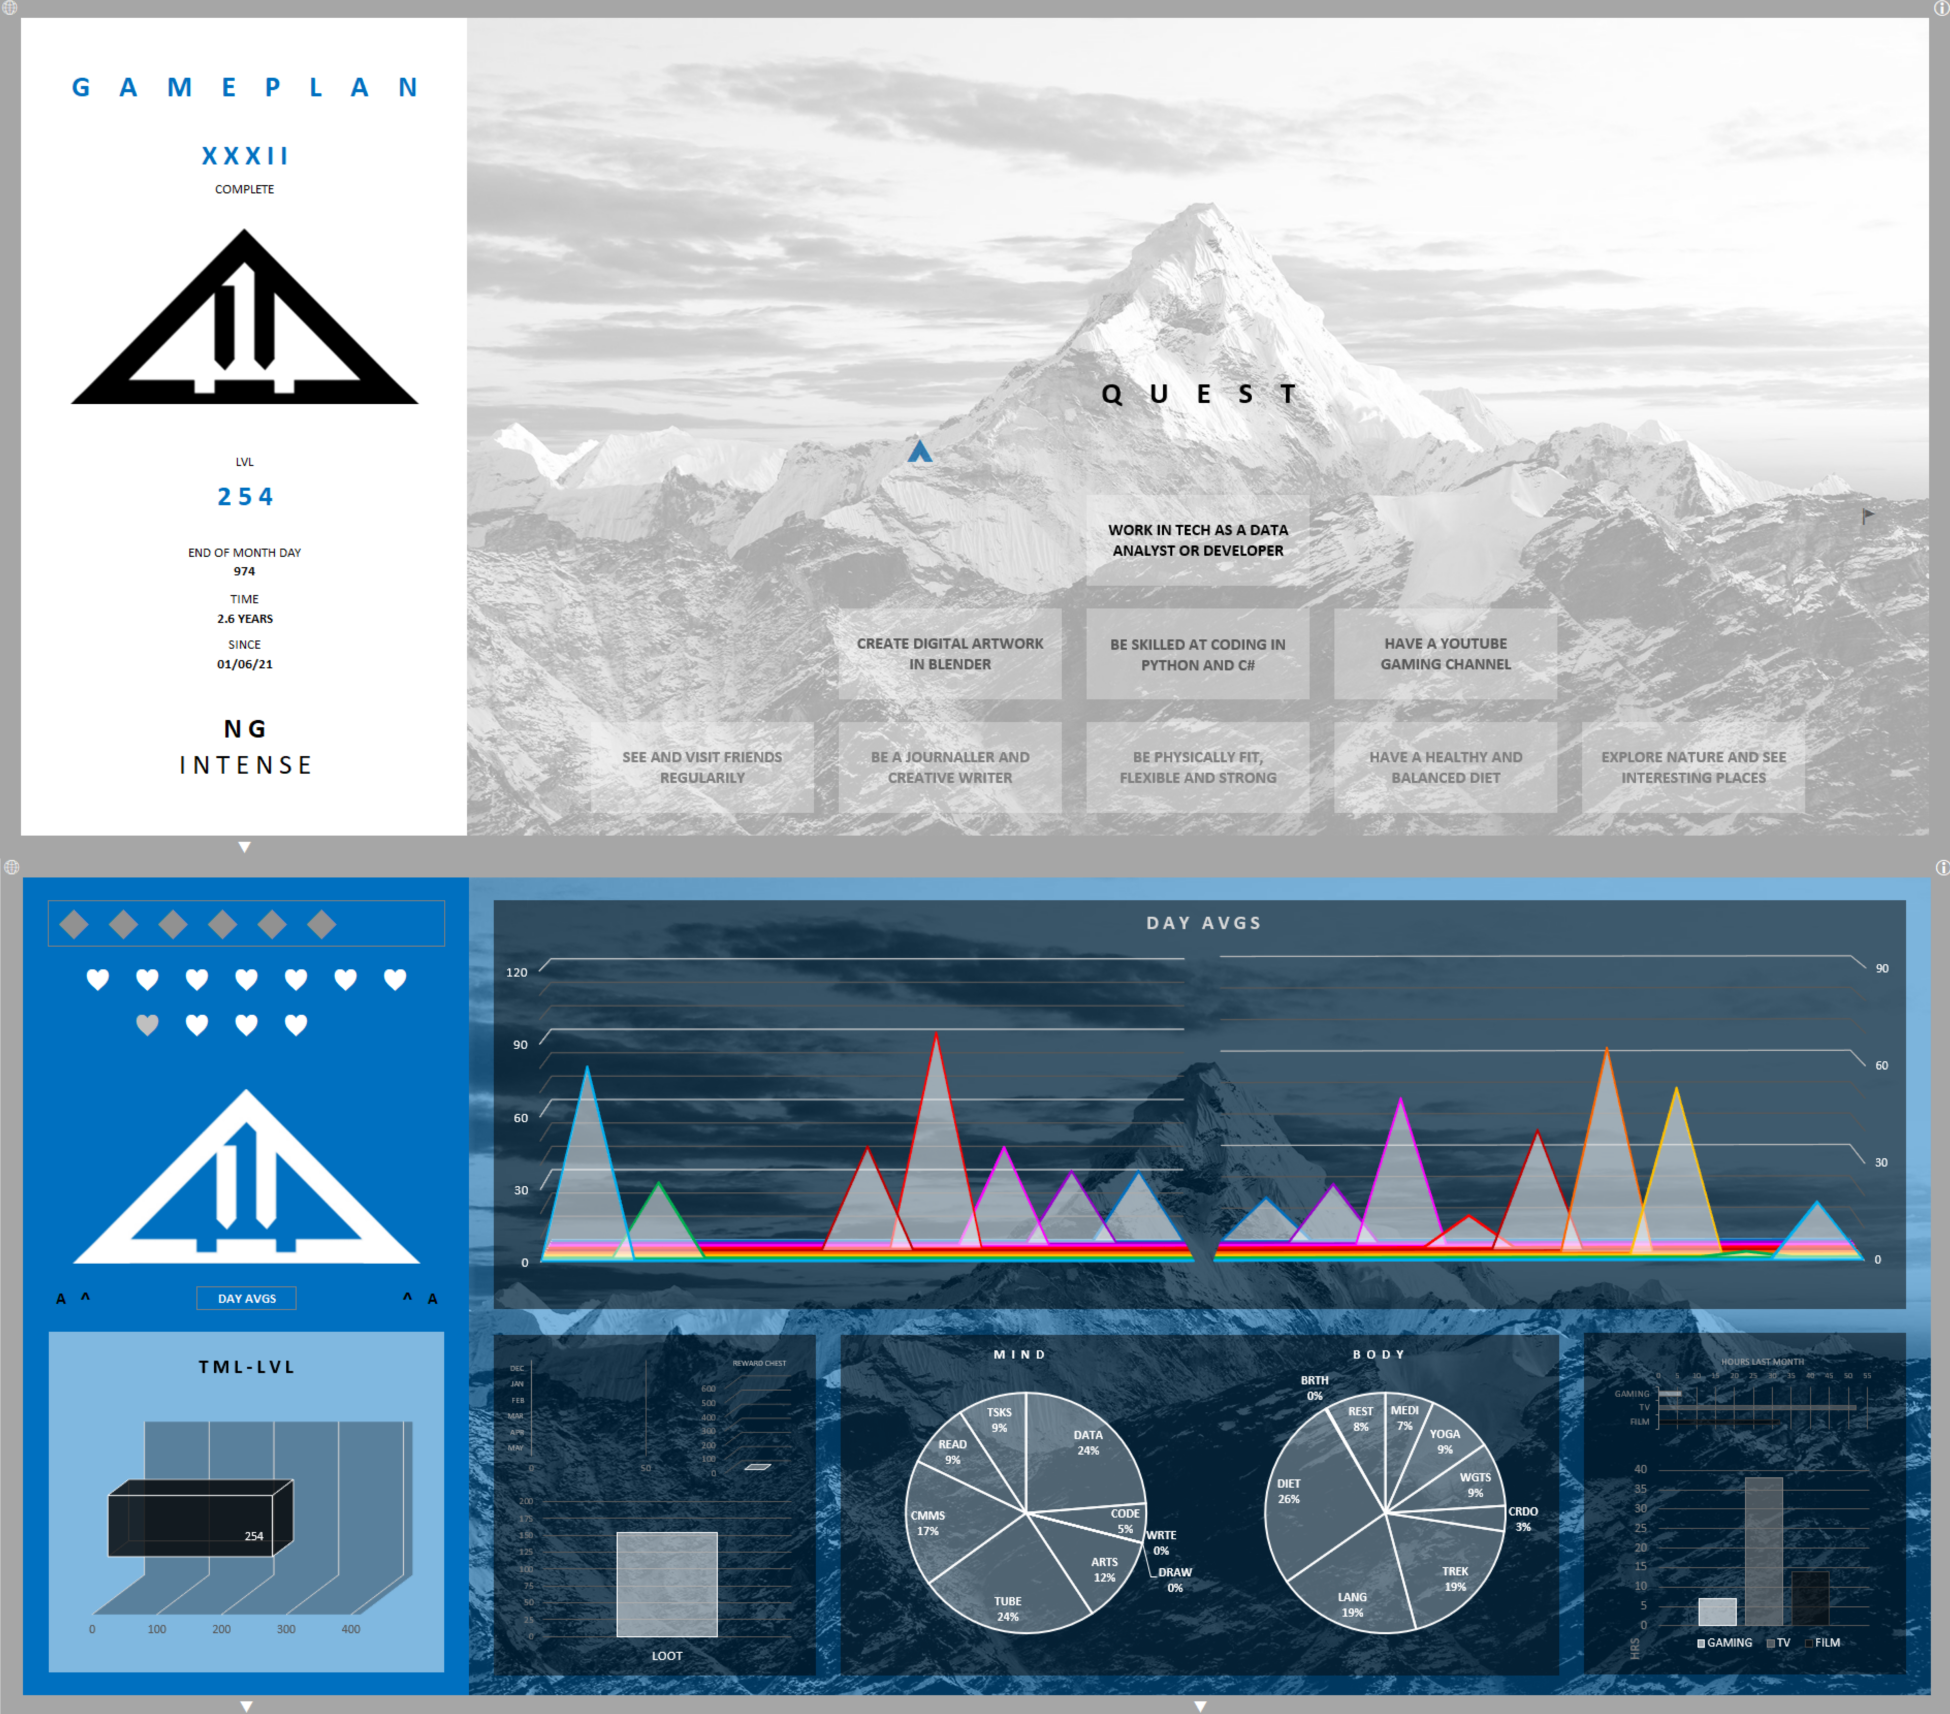 G A M E P L A N
XXXII
COMPLETE
LVL
254
END OF MONTH DAY
974
TIME
2.6 YEARS
SINCE
01/06/21
NG
INTENSE
QUEST
WORK IN TECH AS A DATA
ANALYST OR DEVELOPER
CREATE DIGITAL ARTWORK
IN BLENDER
BE SKILLED AT CODING IN
PYTHON AND C#
HAVE A YOUTUBE
GAMING CHANNEL
SEE AND VISIT FRIENDS
REGULARILY
BE A JOURNALLER AND
CREATIVE WRITER
BE PHYSICALLY FIT,
FLEXIBLE AND STRONG
HAVE A HEALTHY AND
BALANCED DIET
EXPLORE NATURE AND SEE
INTERESTING PLACES
A ^
DAY AVGS
^ A
TML-LVL
254
0 100 200 300 400
DAY AVGS
120
90
60
30
0
90
60
30
0
DEC
JAN
FEB
MAR
APR
MAY
0 50
REWARD CHEST
600
500
400
300
200
100
0
200
175
150
125
100
75
50
25
0
LOOT
MIND
TSKS
9%
DATA
24%
READ
9%
CMMS
17%
CODE
5%
WRTE
0%
DRAW
0%
ARTS
12%
TUBE
24%
BODY
BRTH
0%
REST
8%
MEDI
7%
YOGA
9%
WGTS
9%
CRDO
3%
DIET
26%
TREK
19%
LANG
19%
HOURS LAST MONTH
0 5 10 15 20 25 30 35 40 45 50 55
GAMING
TV
FILM
40
35
30
25
20
15
10
5
0
HRS
GAMING TV FILM